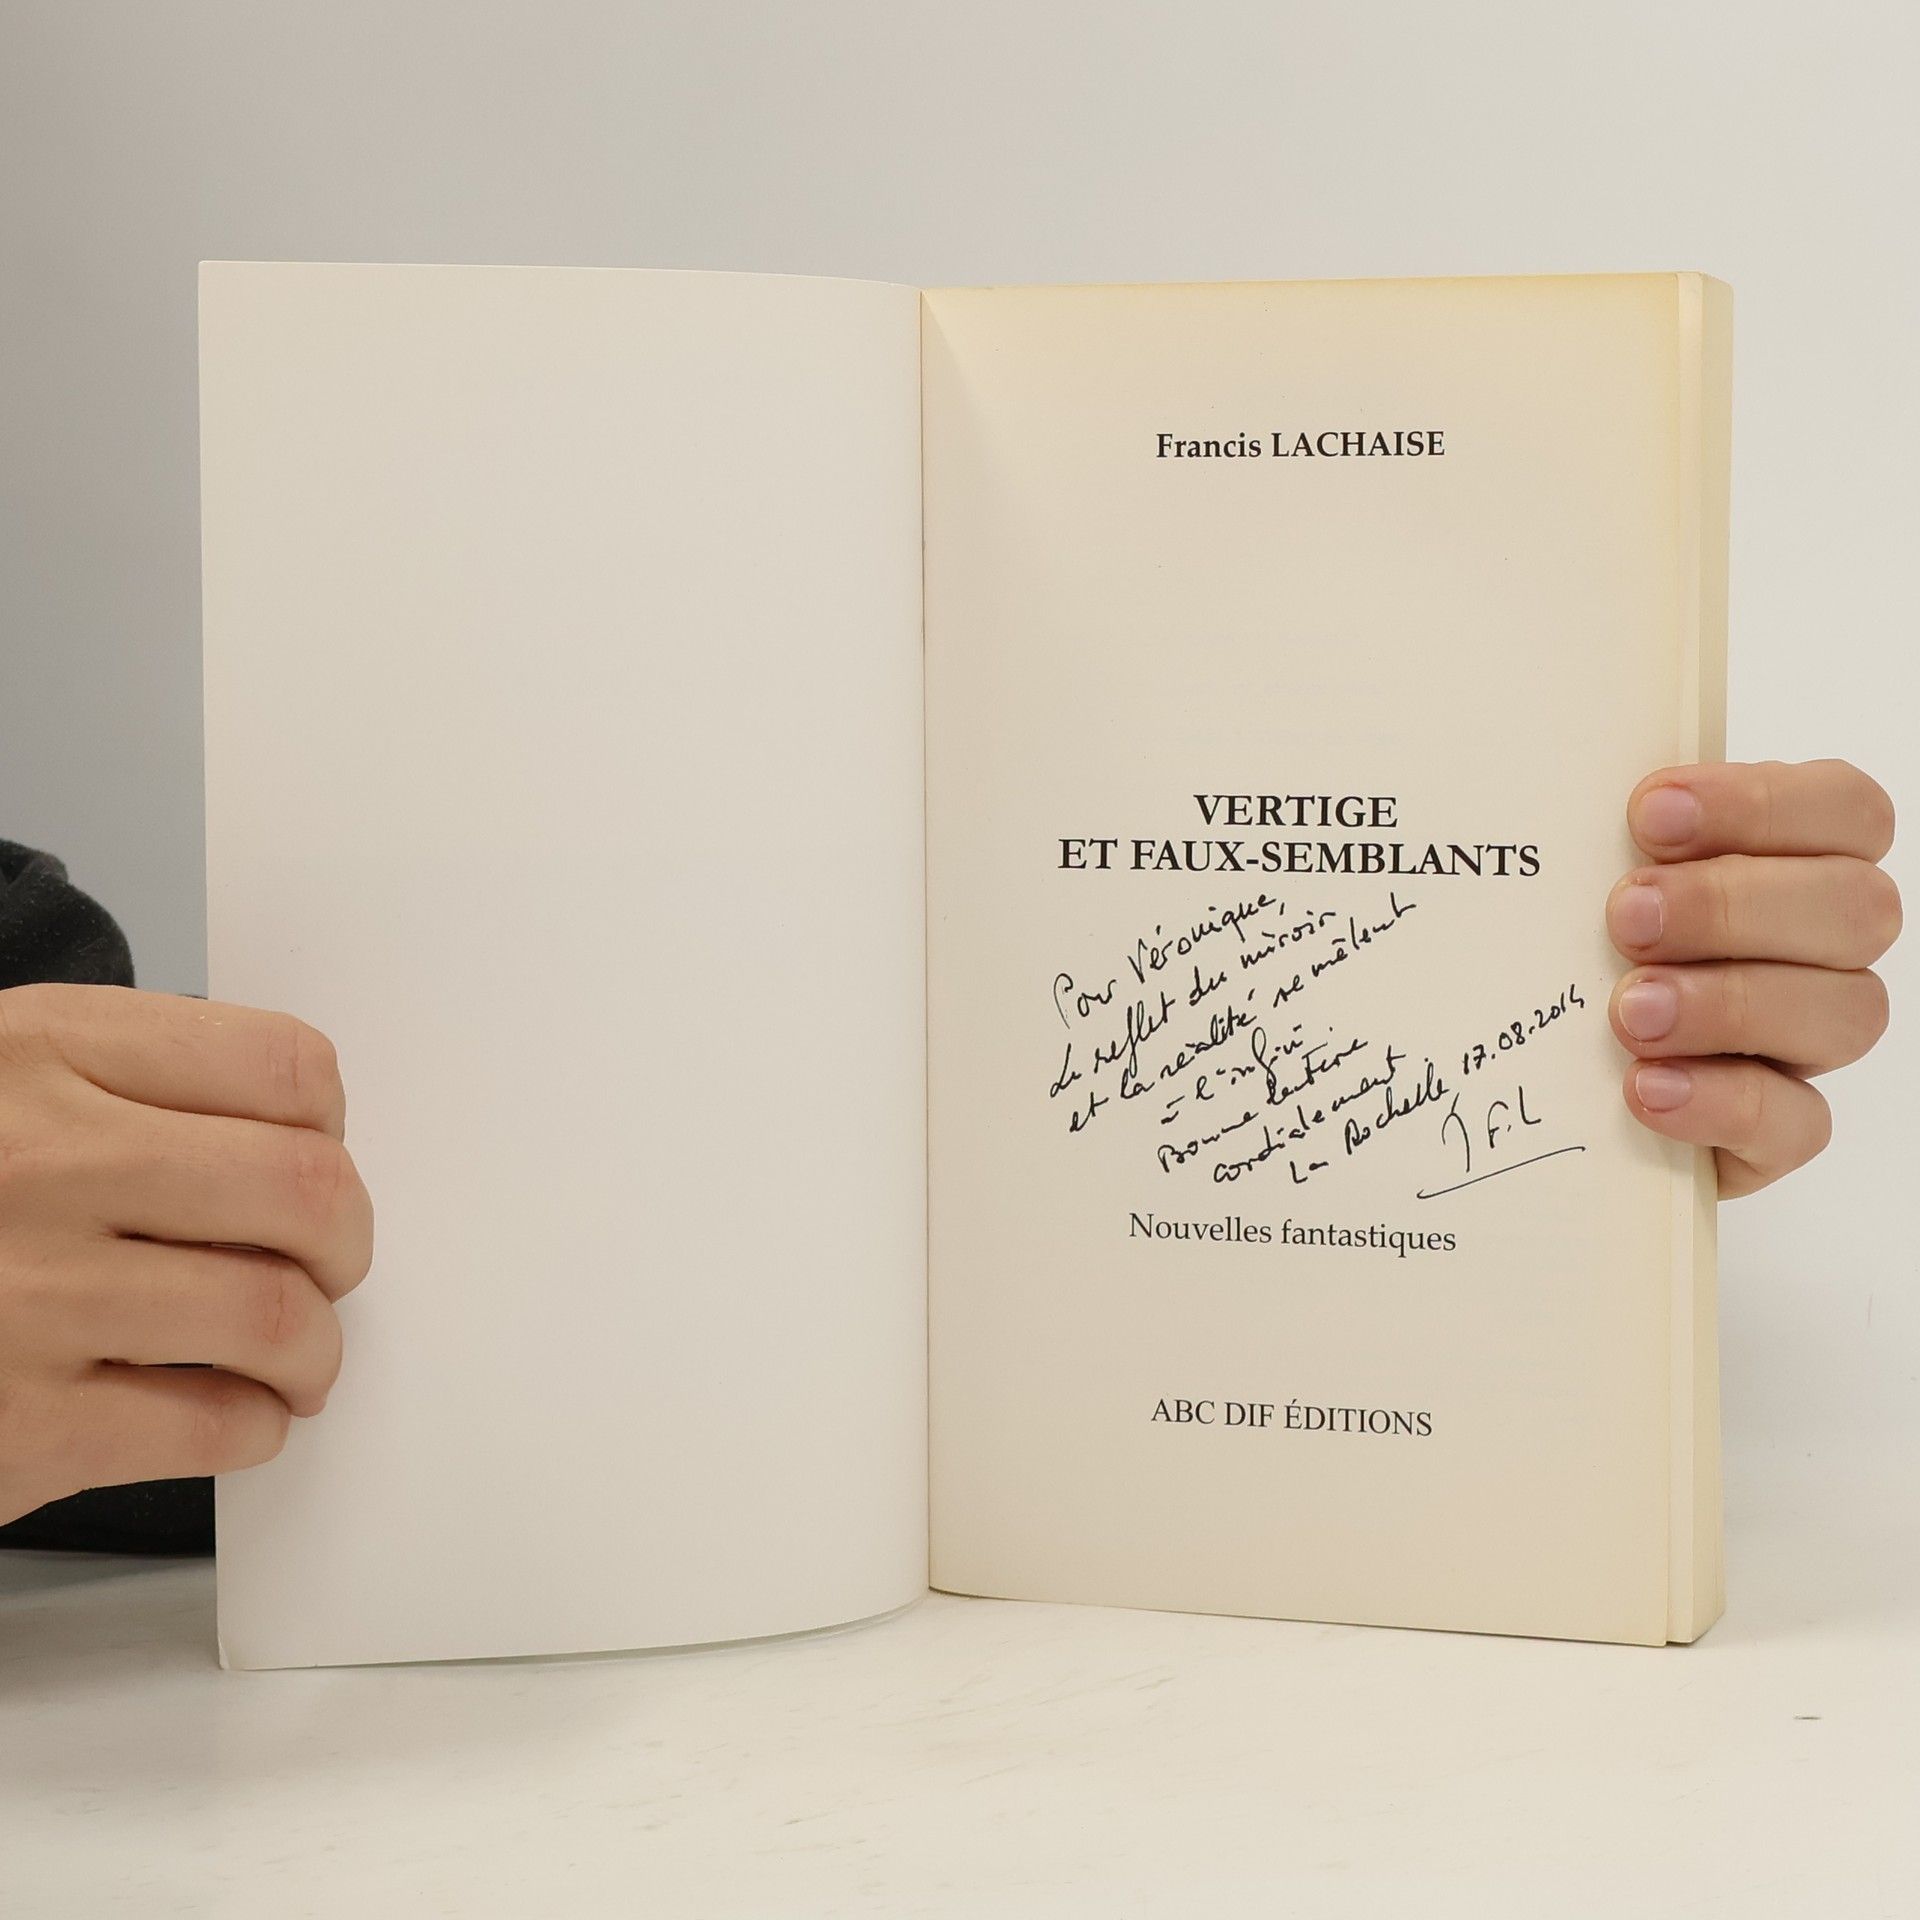 Francis LACHAISE
VERTIGE
ET FAUX-SEMBLANTS
Pour Véronique,
Le reflet du miroir
et la réalité se mêlent
à l'infini
Bonne lecture
cordialement
La Rochelle 17.08.2014
F.L
Nouvelles fantastiques
ABC DIF ÉDITIONS